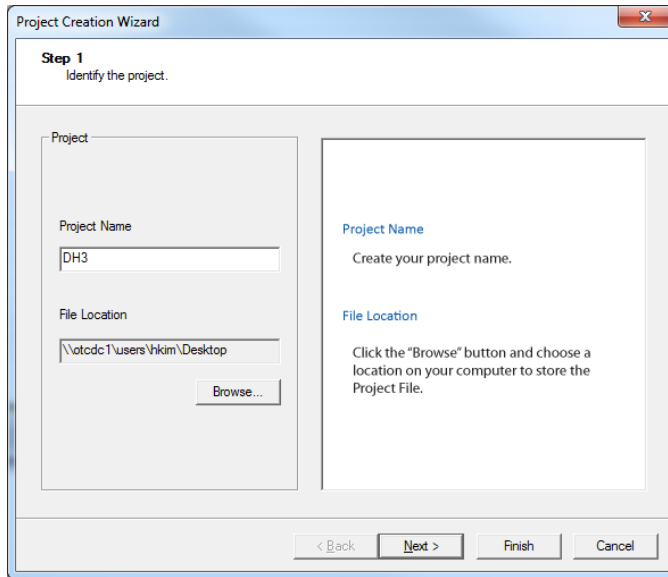 Project Creation Wizard
Step 1
Identify the project.
Project
Project Name
DH3
File Location
\\otcdc1\users\hkim\Desktop
Browse...
Project Name
Create your project name.
File Location
Click the “Browse” button and choose a
location on your computer to store the
Project File.
< Back
Next >
Finish
Cancel